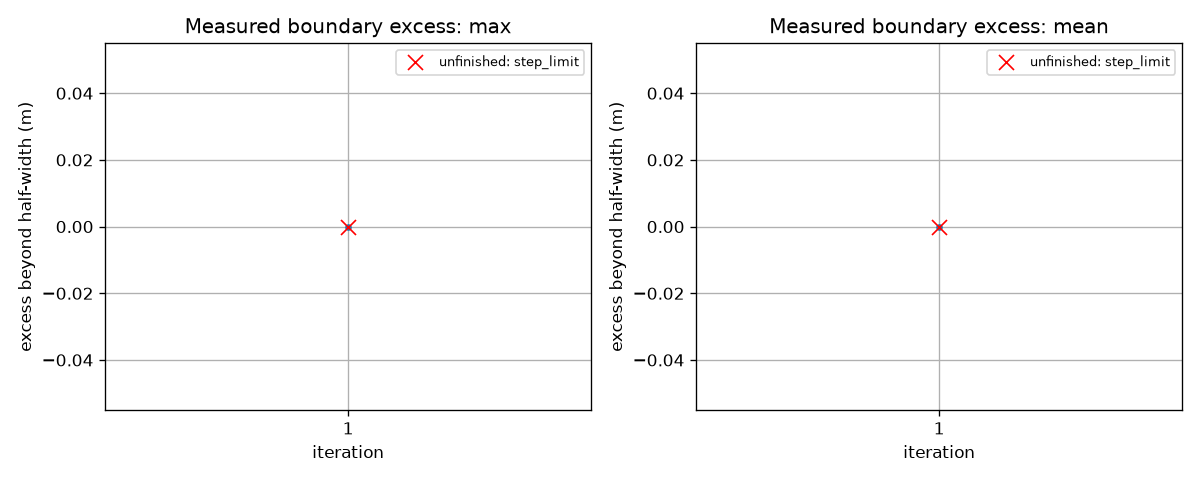 Measured boundary excess: max
unfinished: step_limit
excess beyond half-width (m)
0.04
0.02
0.00
−0.02
−0.04
1
iteration
Measured boundary excess: mean
unfinished: step_limit
excess beyond half-width (m)
0.04
0.02
0.00
−0.02
−0.04
1
iteration